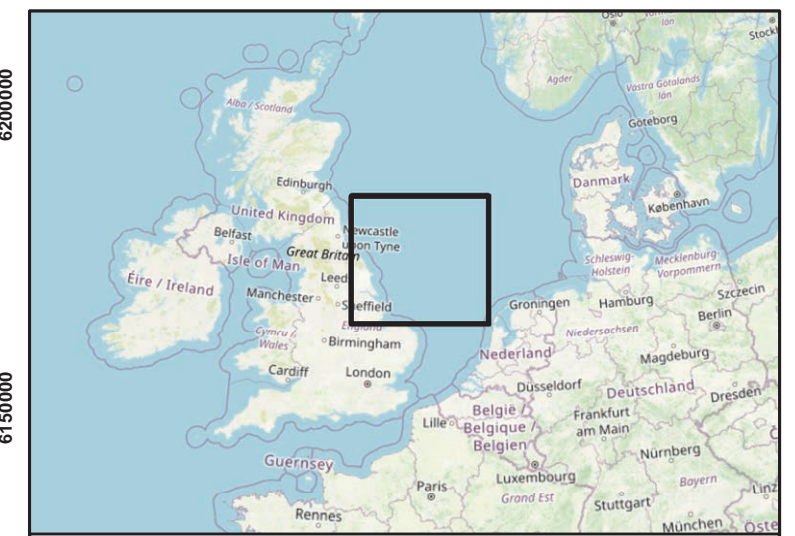 Oslo
Stockh
Agder
Västra Götalands
län
Alba / Scotland
6200000
Göteborg
Edinburgh
Danmark
København
United Kingdom
Newcastle
upon Tyne
Belfast
Great Britain
Isle of Man
Schleswig-
Holstein
Mecklenburg-
Vorpommern
Éire / Ireland
Leed
Manchester
Sheffield
Groningen
Hamburg
Szczecin
Berlin
England
Cymru /
Wales
Birmingham
Niedersachsen
Nederland
Magdeburg
6150000
Cardiff
London
Düsseldorf
Deutschland
Dresden
België /
Belgique /
Belgien
Lille
Frankfurt
am Main
Nürnberg
Guernsey
Luxembourg
Paris
Grand Est
Stuttgart
Bayern
Linz
Rennes
München
Öste